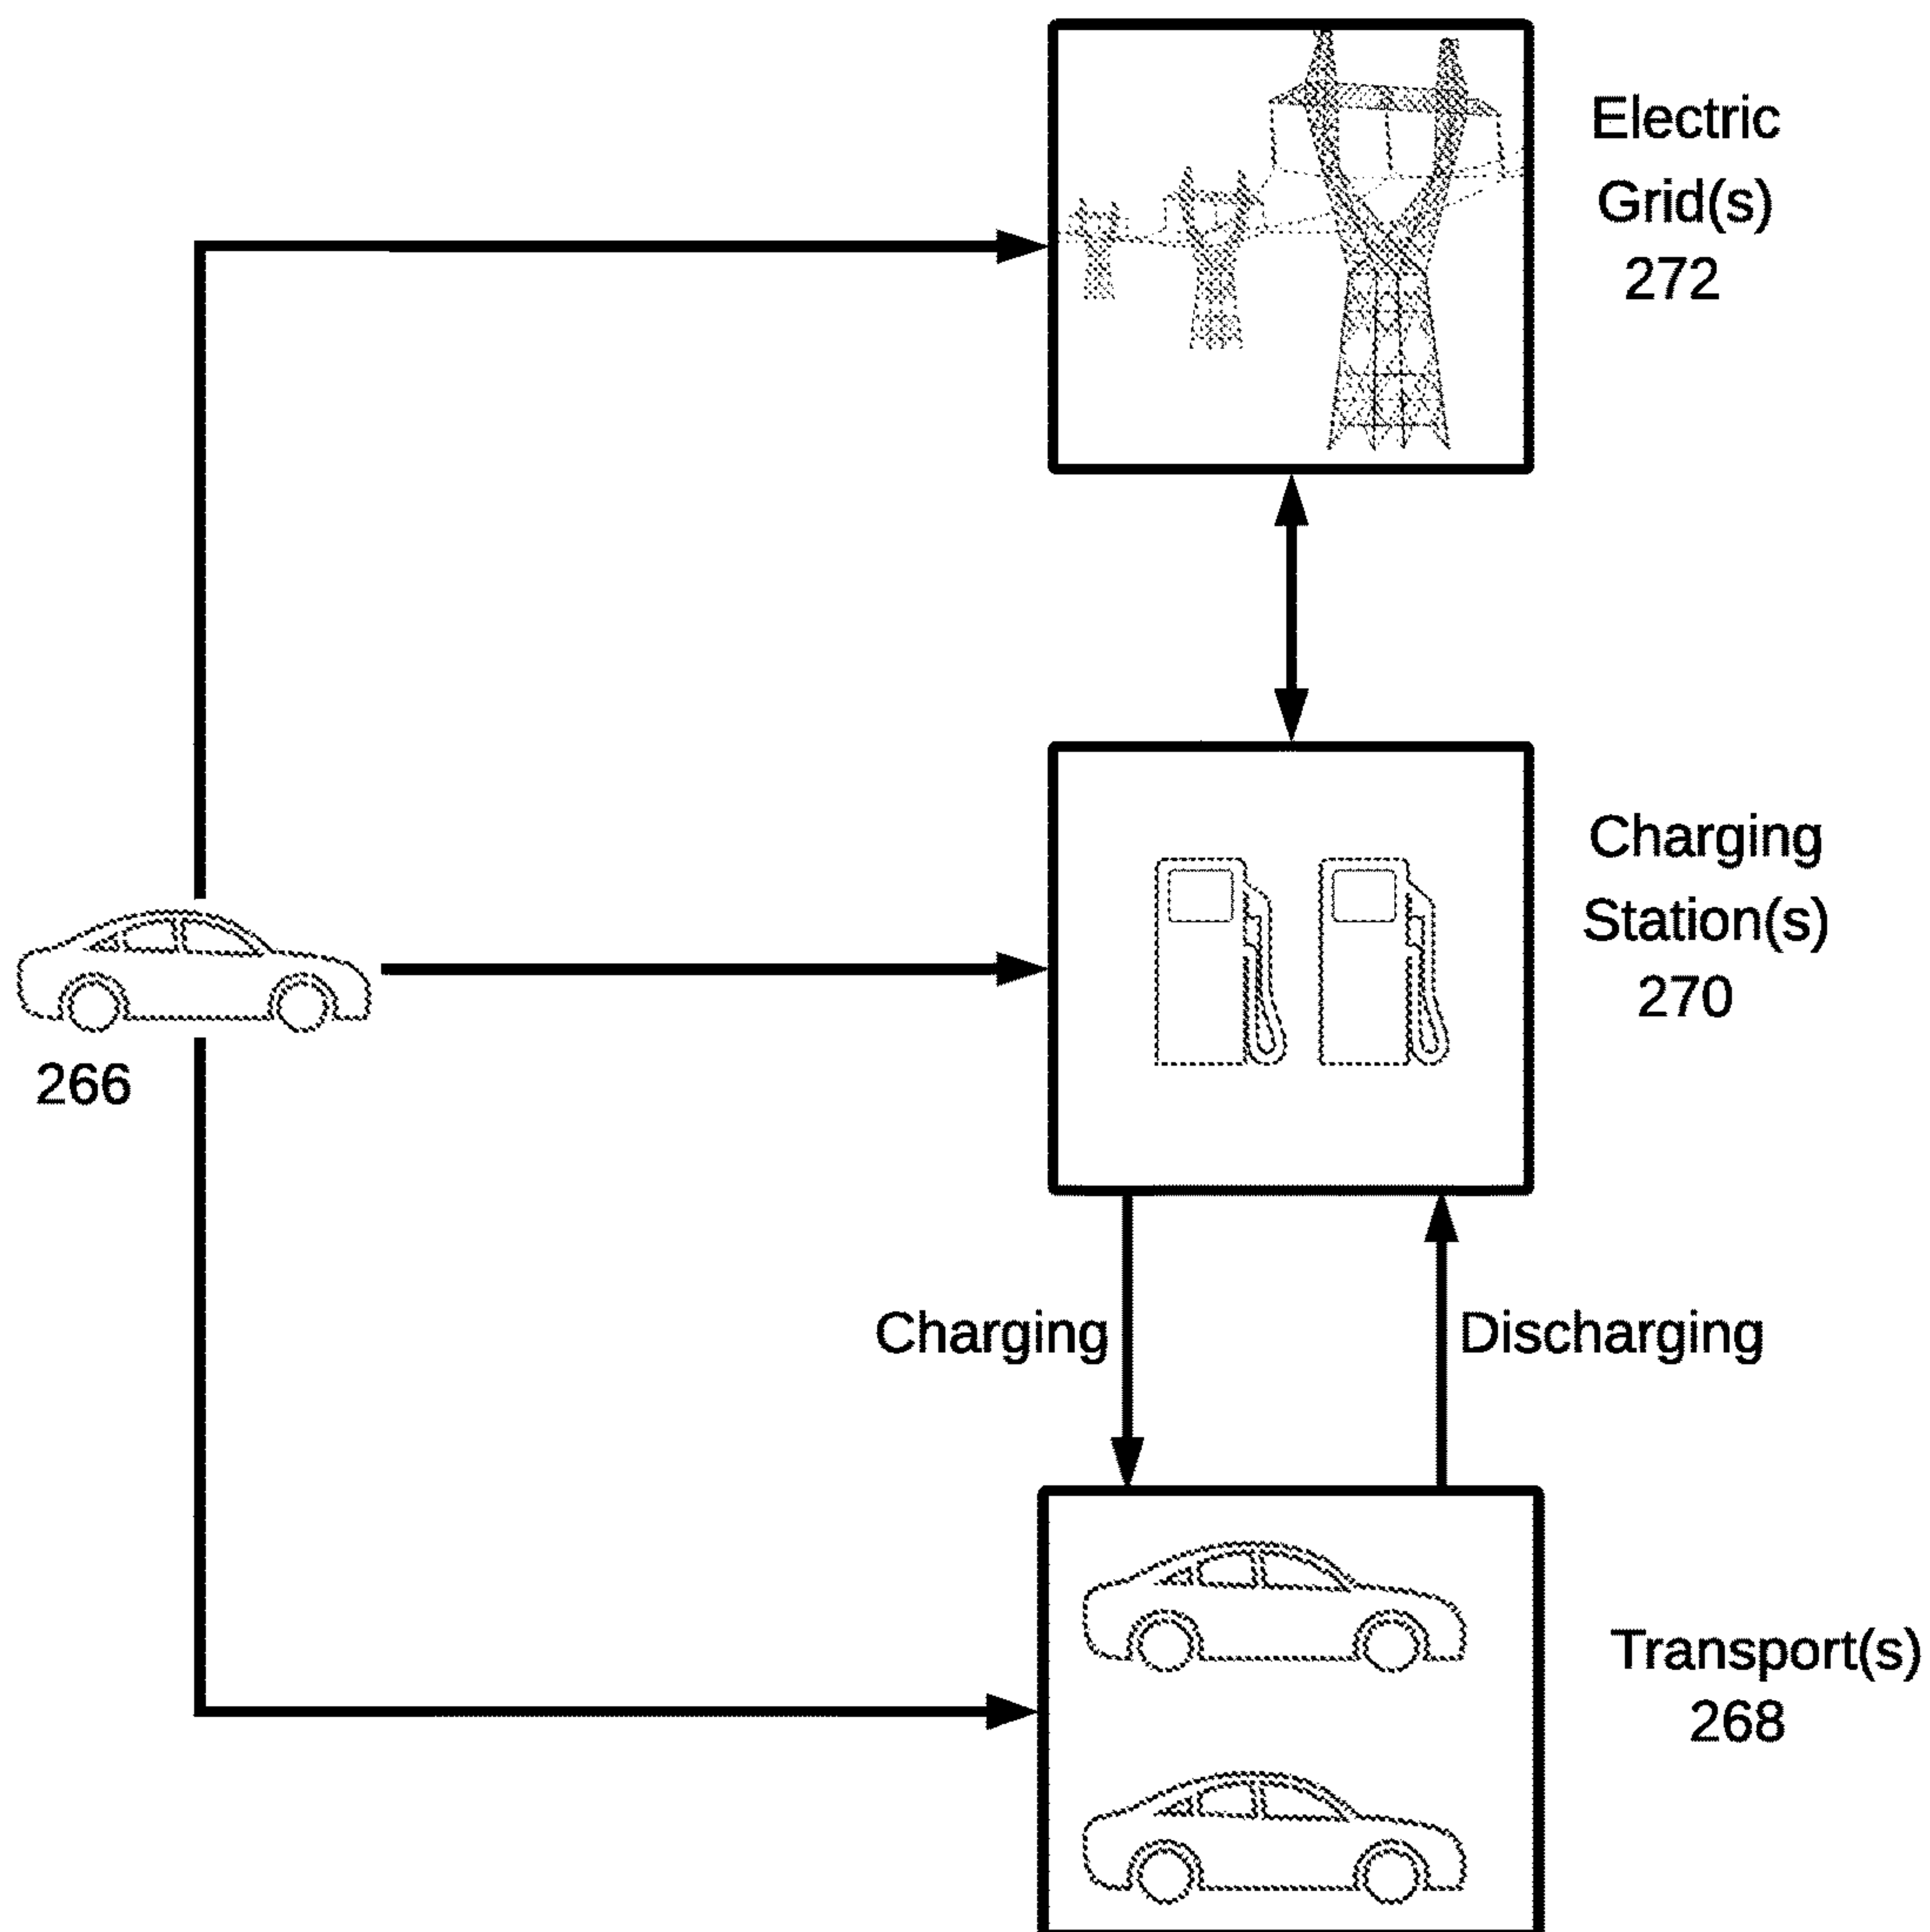 Electric
Grid(s)
272
Charging
Station(s)
270
266
Charging
Discharging
Transport(s)
268